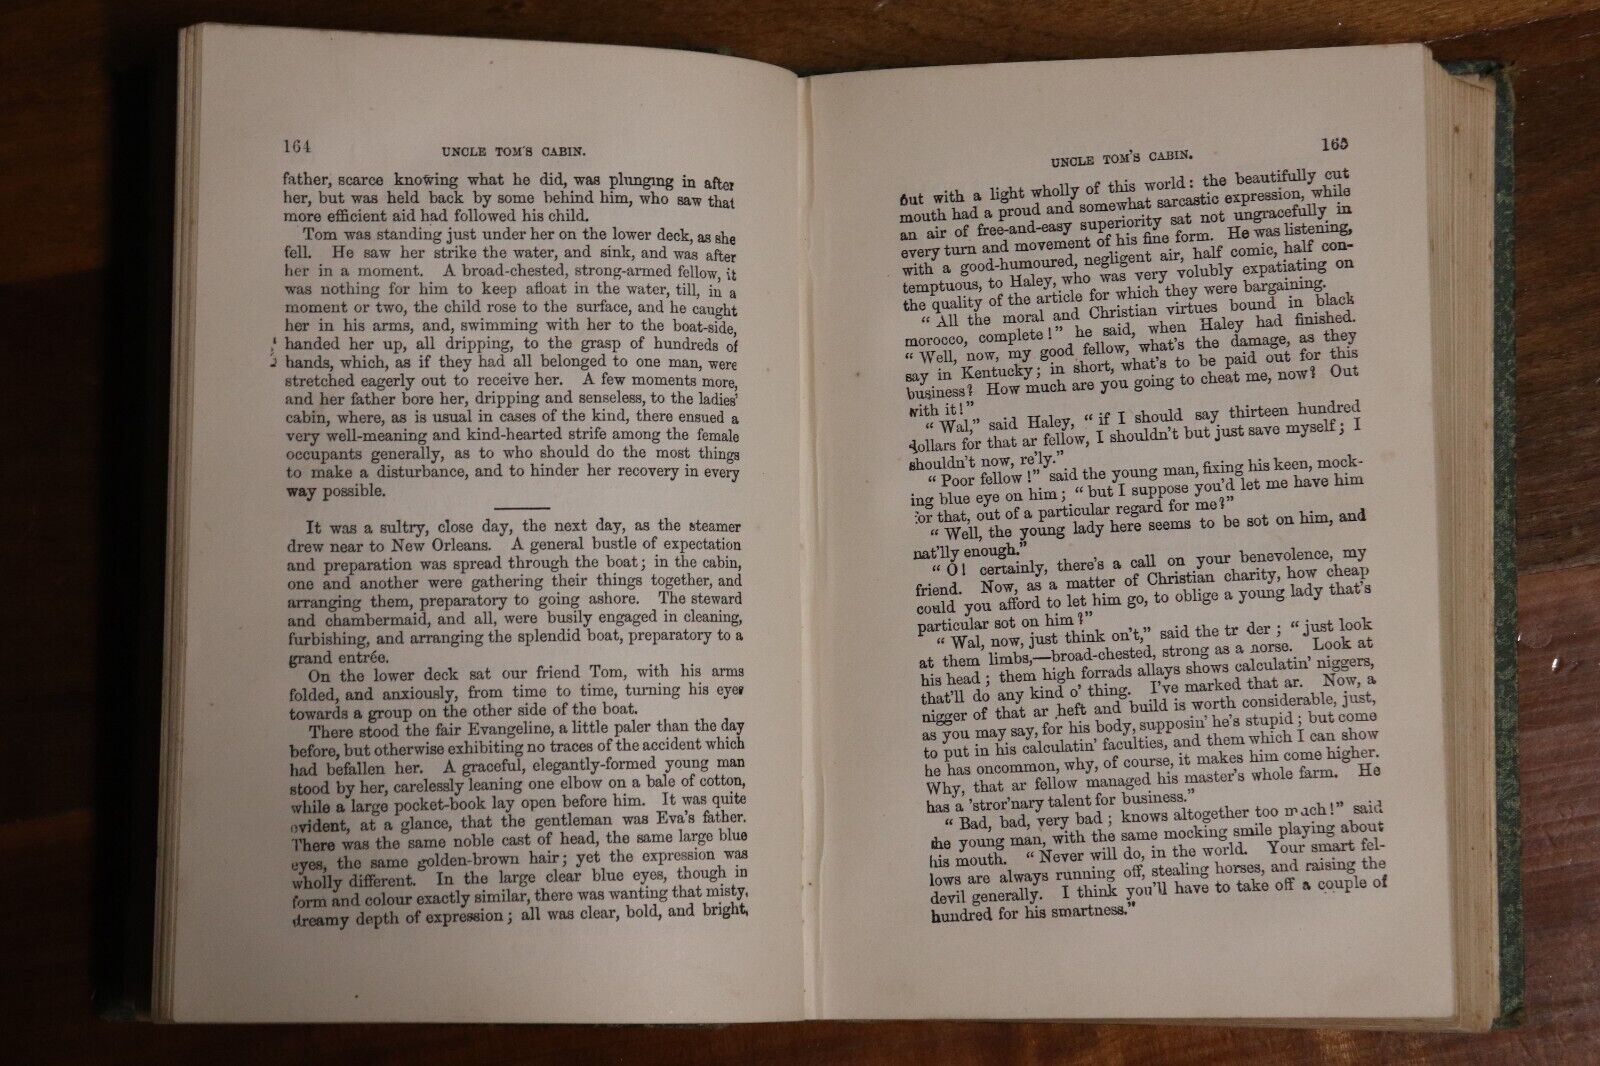 164
UNCLE TOM'S CABIN.
father, scarce knowing what he did, was plunging in after
her, but was held back by some behind him, who saw that
more efficient aid had followed his child.
Tom was standing just under her on the lower deck, as she
fell. He saw her strike the water, and sink, and was after
her in a moment. A broad-chested, strong-armed fellow, it
was nothing for him to keep afloat in the water, till, in a
moment or two, the child rose to the surface, and he caught
her in his arms, and, swimming with her to the boat-side,
handed her up, all dripping, to the grasp of hundreds of
hands, which, as if they had all belonged to one man, were
stretched eagerly out to receive her. A few moments more,
and her father bore her, dripping and senseless, to the ladies'
cabin, where, as is usual in cases of the kind, there ensued a
very well-meaning and kind-hearted strife among the female
occupants generally, as to who should do the most things
to make a disturbance, and to hinder her recovery in every
way possible.
It was a sultry, close day, the next day, as the steamer
drew near to New Orleans. A general bustle of expectation
and preparation was spread through the boat; in the cabin,
one and another were gathering their things together, and
arranging them, preparatory to going ashore. The steward
and chambermaid, and all, were busily engaged in cleaning,
furbishing, and arranging the splendid boat, preparatory to a
grand entrée.
On the lower deck sat our friend Tom, with his arms
folded, and anxiously, from time to time, turning his eyes
towards a group on the other side of the boat.
There stood the fair Evangeline, a little paler than the day
before, but otherwise exhibiting no traces of the accident which
had befallen her. A graceful, elegantly-formed young man
stood by her, carelessly leaning one elbow on a bale of cotton,
while a large pocket-book lay open before him. It was quite
evident, at a glance, that the gentleman was Eva's father.
There was the same noble cast of head, the same large blue
eyes, the same golden-brown hair; yet the expression was
wholly different. In the large clear blue eyes, though in
form and colour exactly similar, there was wanting that misty,
dreamy depth of expression; all was clear, bold, and bright,
UNCLE TOM'S CABIN.
165
but with a light wholly of this world: the beautifully cut
mouth had a proud and somewhat sarcastic expression, while
an air of free-and-easy superiority sat not ungracefully in
every turn and movement of his fine form. He was listening,
with a good-humoured, negligent air, half comic, half con-
temptuous, to Haley, who was very volubly expatiating on
the quality of the article for which they were bargaining.
"All the moral and Christian virtues bound in black
morocco, complete!" he said, when Haley had finished.
"Well, now, my good fellow, what's the damage, as they
say in Kentucky; in short, what's to be paid out for this
business? How much are you going to cheat me, now? Out
with it!"
"Wal," said Haley, "if I should say thirteen hundred
dollars for that ar fellow, I shouldn't but just save myself; I
shouldn't now, re'ly."
"Poor fellow!" said the young man, fixing his keen, mock-
ing blue eye on him; "but I suppose you'd let me have him
for that, out of a particular regard for me?"
"Well, the young lady here seems to be sot on him, and
nat'lly enough."
"O! certainly, there's a call on your benevolence, my
friend. Now, as a matter of Christian charity, how cheap
could you afford to let him go, to oblige a young lady that's
particular sot on him?"
"Wal, now, just think on't," said the trader; "just look
at them limbs,—broad-chested, strong as a horse. Look at
his head; them high forrads allays shows calculatin' niggers,
that'll do any kind o' thing. I've marked that ar. Now, a
nigger of that ar heft and build is worth considerable, just,
as you may say, for his body, supposin' he's stupid; but come
to put in his calculatin' faculties, and them which I can show
he has oncommon, why, of course, it makes him come higher.
Why, that ar fellow managed his master's whole farm. He
has a 'stror'nary talent for business."
"Bad, bad, very bad; knows altogether too much!" said
the young man, with the same mocking smile playing about
his mouth. "Never will do, in the world. Your smart fel-
lows are always running off, stealing horses, and raising the
devil generally. I think you'll have to take off a couple of
hundred for his smartness."